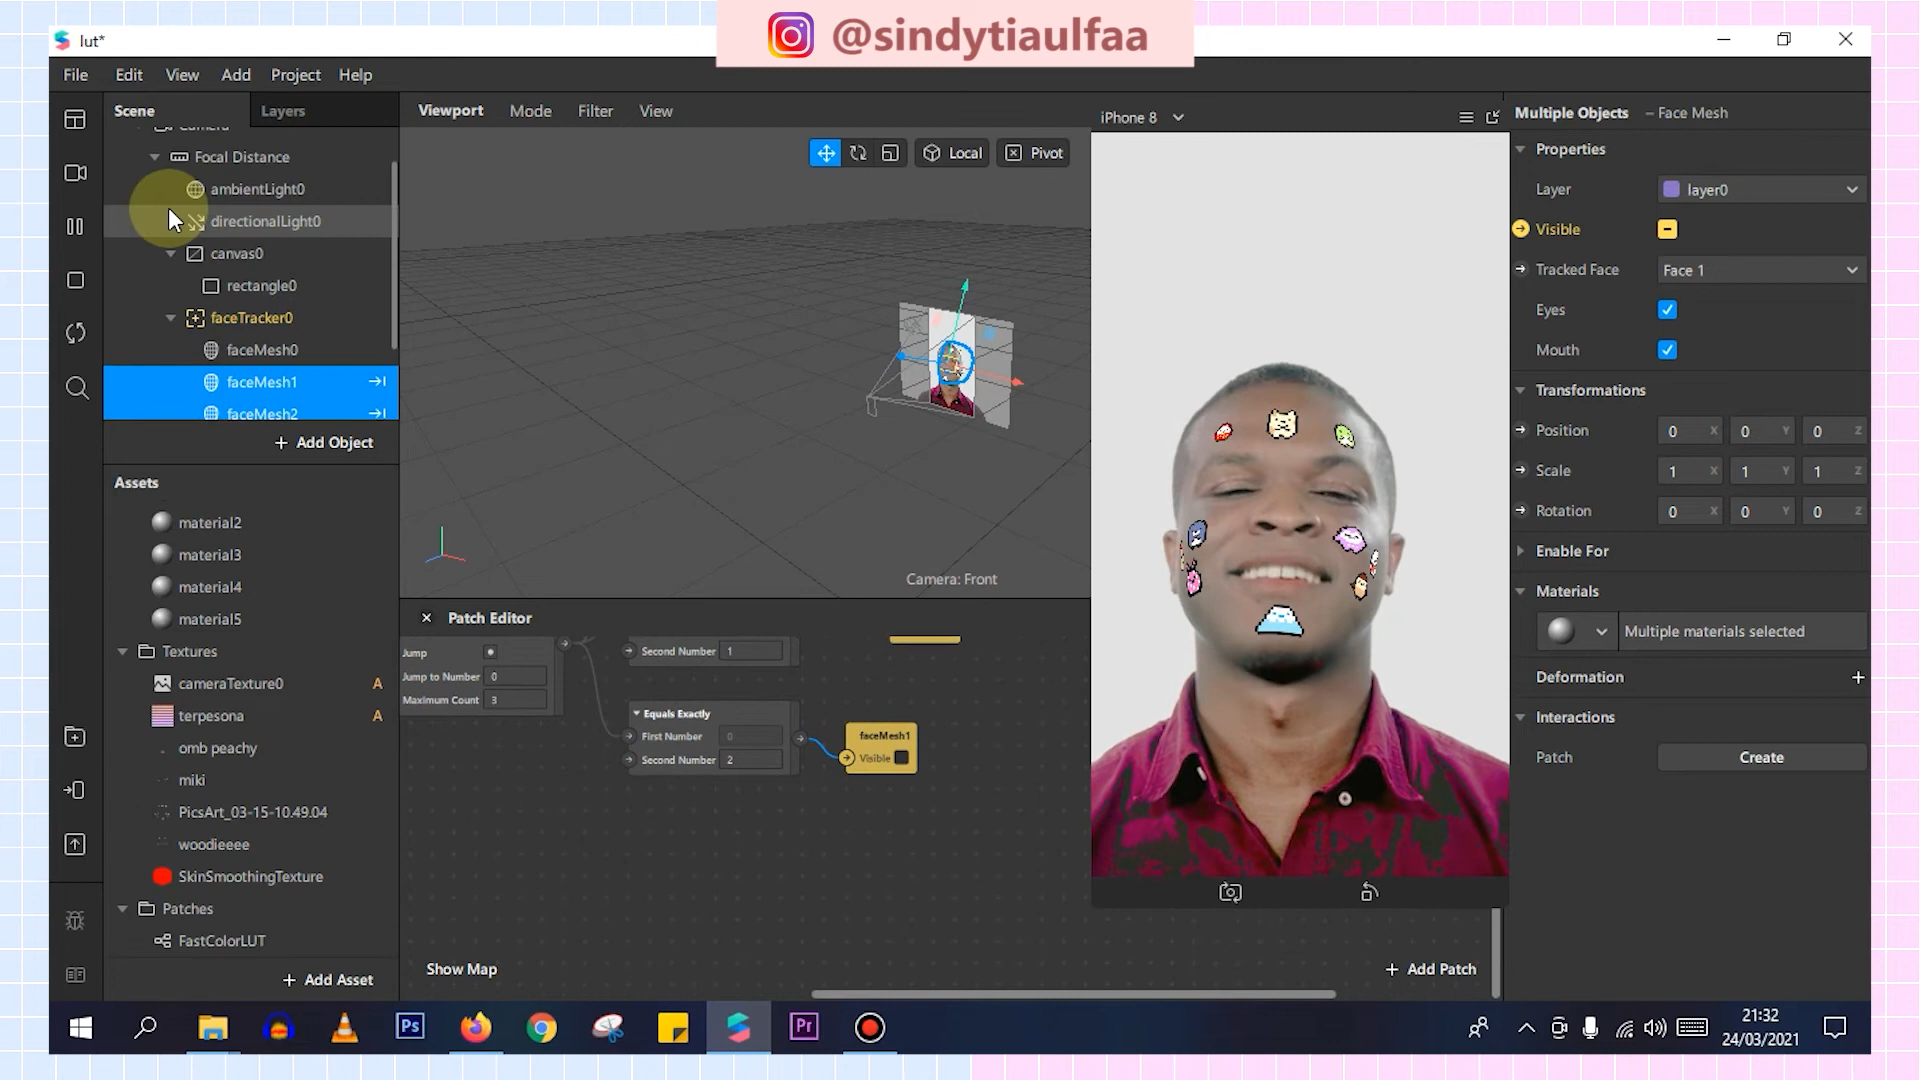 @sindytiaulfaa
lut*
File Edit View Add Project Help
Scene Layers
Camera
Focal Distance
ambientLight0
directionalLight0
canvas0
rectangle0
faceTracker0
faceMesh0
faceMesh1
faceMesh2
+ Add Object
Assets
material2
material3
material4
material5
Textures
cameraTexture0 A
terpesona A
omb peachy
miki
PicsArt_03-15-10.49.04
woodieeee
SkinSmoothingTexture
Patches
FastColorLUT
+ Add Asset
Viewport Mode Filter View
Local Pivot
Camera: Front
Patch Editor
Jump
Jump to Number 0
Maximum Count 3
Second Number 1
Equals Exactly
First Number 0
Second Number 2
faceMesh1
Visible
Show Map
+ Add Patch
iPhone 8
Multiple Objects – Face Mesh
Properties
Layer layer0
Visible
Tracked Face Face 1
Eyes
Mouth
Transformations
Position 0 X 0 Y 0 Z
Scale 1 X 1 Y 1 Z
Rotation 0 X 0 Y 0 Z
Enable For
Materials
Multiple materials selected
Deformation +
Interactions
Patch Create
Ps
Pr
21:32
24/03/2021